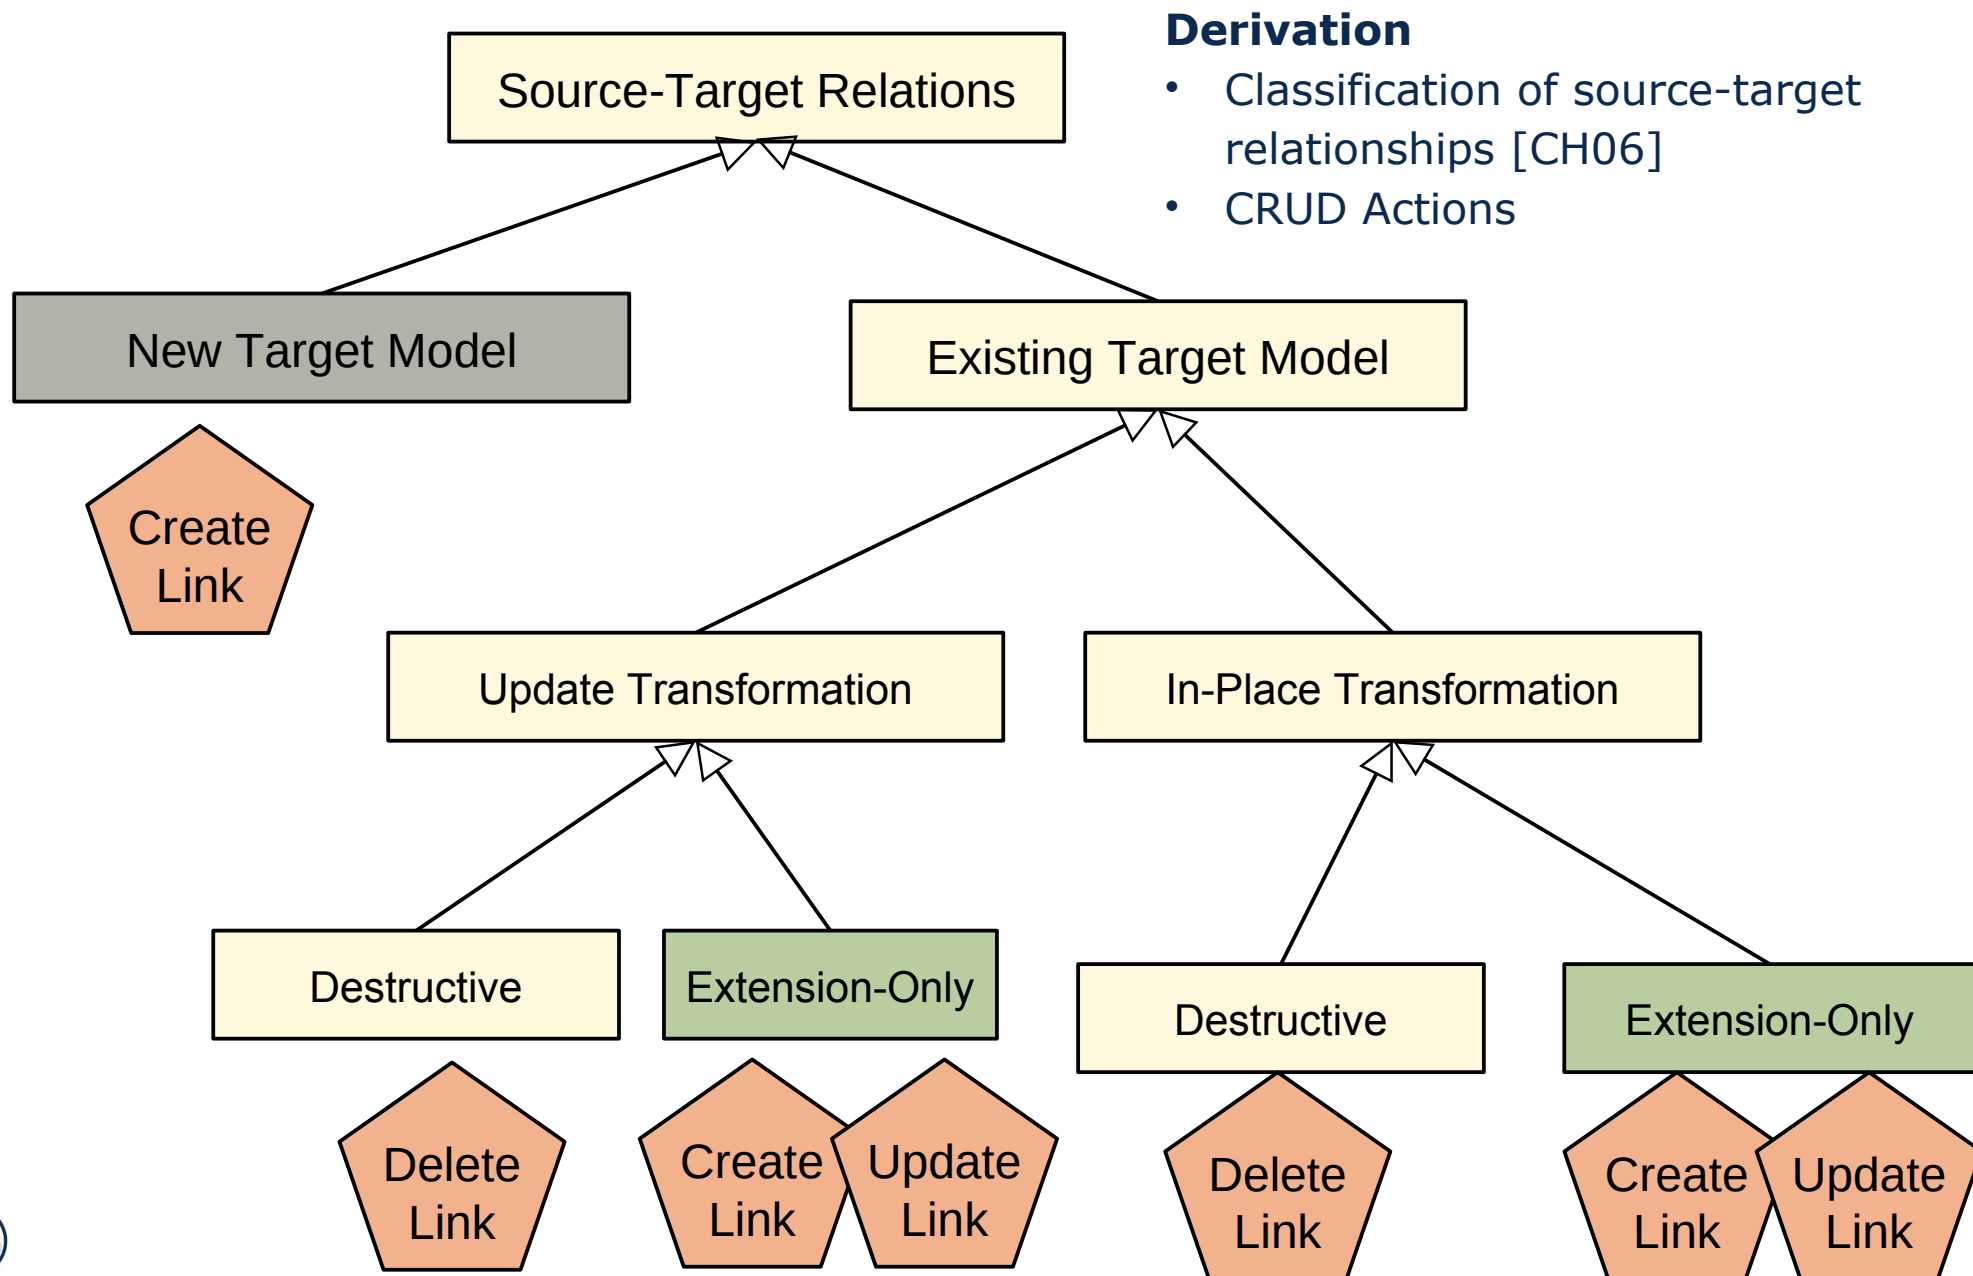 Derivation
• Classification of source-target
relationships [CH06]
• CRUD Actions
Source-Target Relations
New Target Model
Existing Target Model
Create
Link
Update Transformation
In-Place Transformation
Destructive
Extension-Only
Destructive
Extension-Only
Delete
Link
Create
Link
Update
Link
Delete
Link
Create
Link
Update
Link